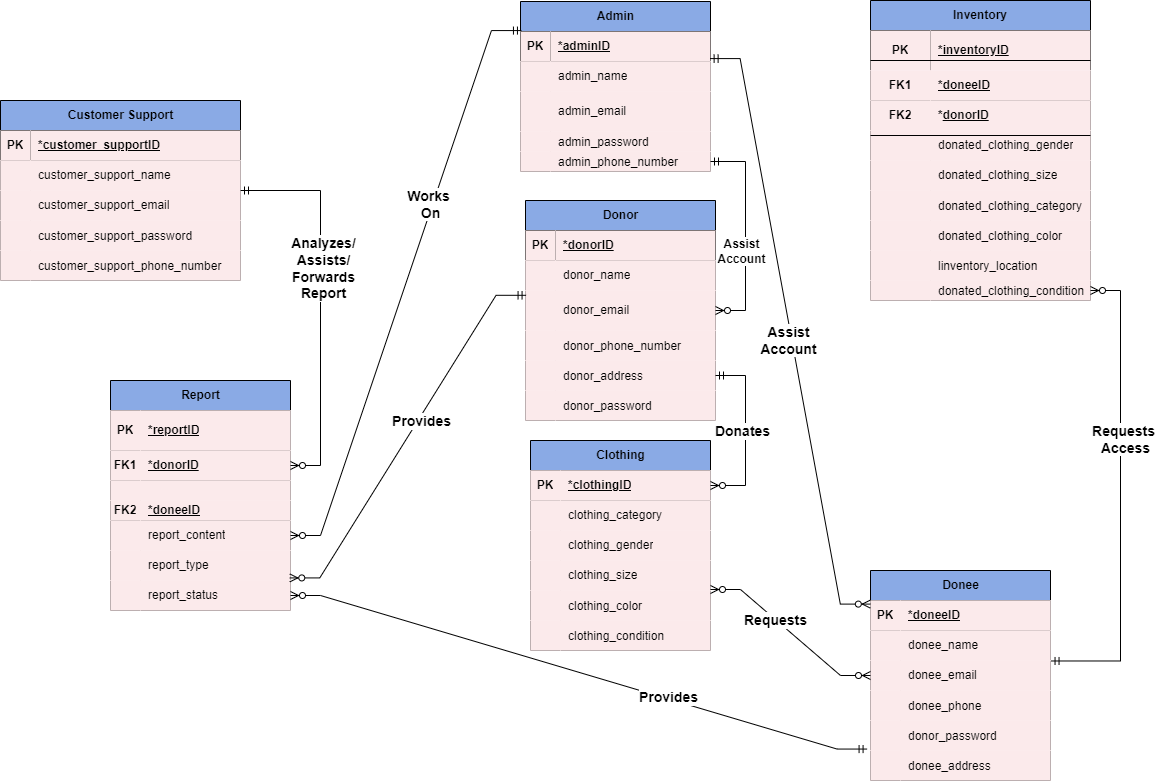 Admin
PK *adminID
admin_name
admin_email
admin_password
admin_phone_number
Inventory
PK *inventoryID
FK1 *doneeID
FK2 *donorID
donated_clothing_gender
donated_clothing_size
donated_clothing_category
donated_clothing_color
linventory_location
donated_clothing_condition
Customer Support
PK *customer_supportID
customer_support_name
customer_support_email
customer_support_password
customer_support_phone_number
Works
On
Donor
PK *donorID
donor_name
donor_email
donor_phone_number
donor_address
donor_password
Assist
Account
Analyzes/
Assists/
Forwards
Report
Assist
Account
Report
PK *reportID
FK1 *donorID
FK2 *doneeID
report_content
report_type
report_status
Provides
Donates
Requests
Access
Clothing
PK *clothingID
clothing_category
clothing_gender
clothing_size
clothing_color
clothing_condition
Requests
Provides
Donee
PK *doneeID
donee_name
donee_email
donee_phone
donor_password
donee_address